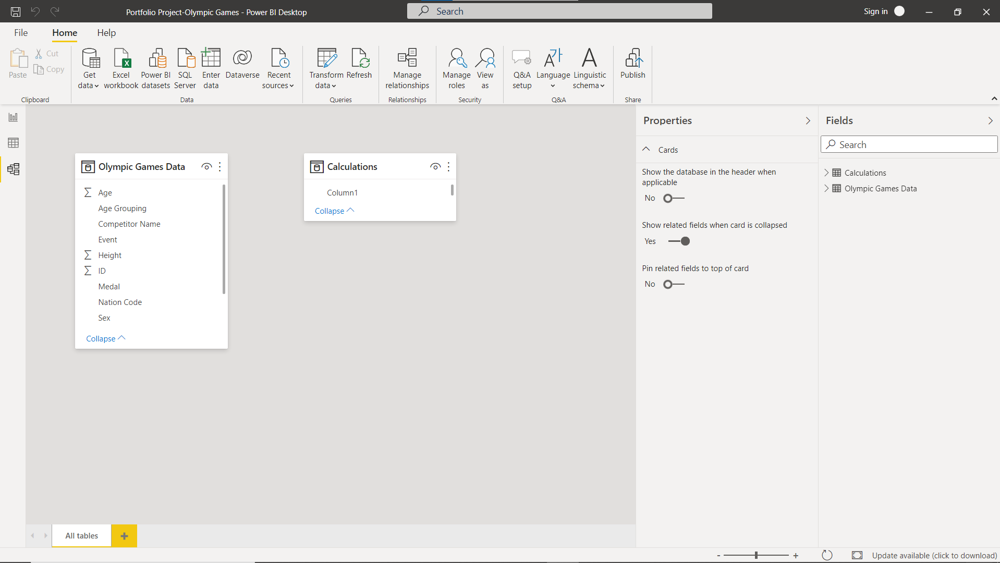 Portfolio Project-Olympic Games - Power BI Desktop
Search
Sign in
File
Home
Help
Paste
Cut
Copy
Clipboard
Get data
Excel workbook
Power BI datasets
SQL Server
Enter data
Dataverse
Recent sources
Data
Transform data
Refresh
Queries
Manage relationships
Relationships
Manage roles
View as
Security
Q&A setup
Language
Linguistic schema
Q&A
Publish
Share
Olympic Games Data
Age
Age Grouping
Competitor Name
Event
Height
ID
Medal
Nation Code
Sex
Collapse
Calculations
Column1
Collapse
Properties
Cards
Show the database in the header when
applicable
No
Show related fields when card is collapsed
Yes
Pin related fields to top of card
No
Fields
Search
Calculations
Olympic Games Data
All tables
- +
Update available (click to download)